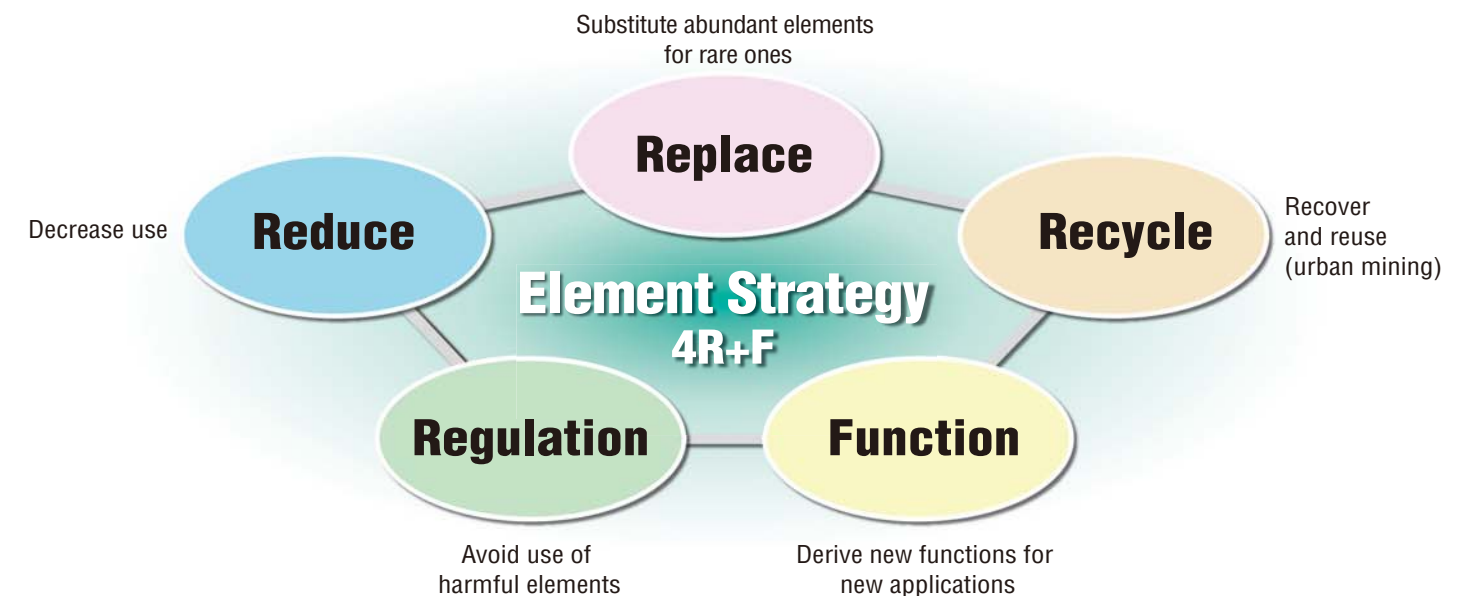 Substitute abundant elements
for rare ones
Replace
Reduce
Decrease use
Recycle
Recover
and reuse
(urban mining)
Element Strategy
4R+F
Regulation
Avoid use of
harmful elements
Function
Derive new functions for
new applications